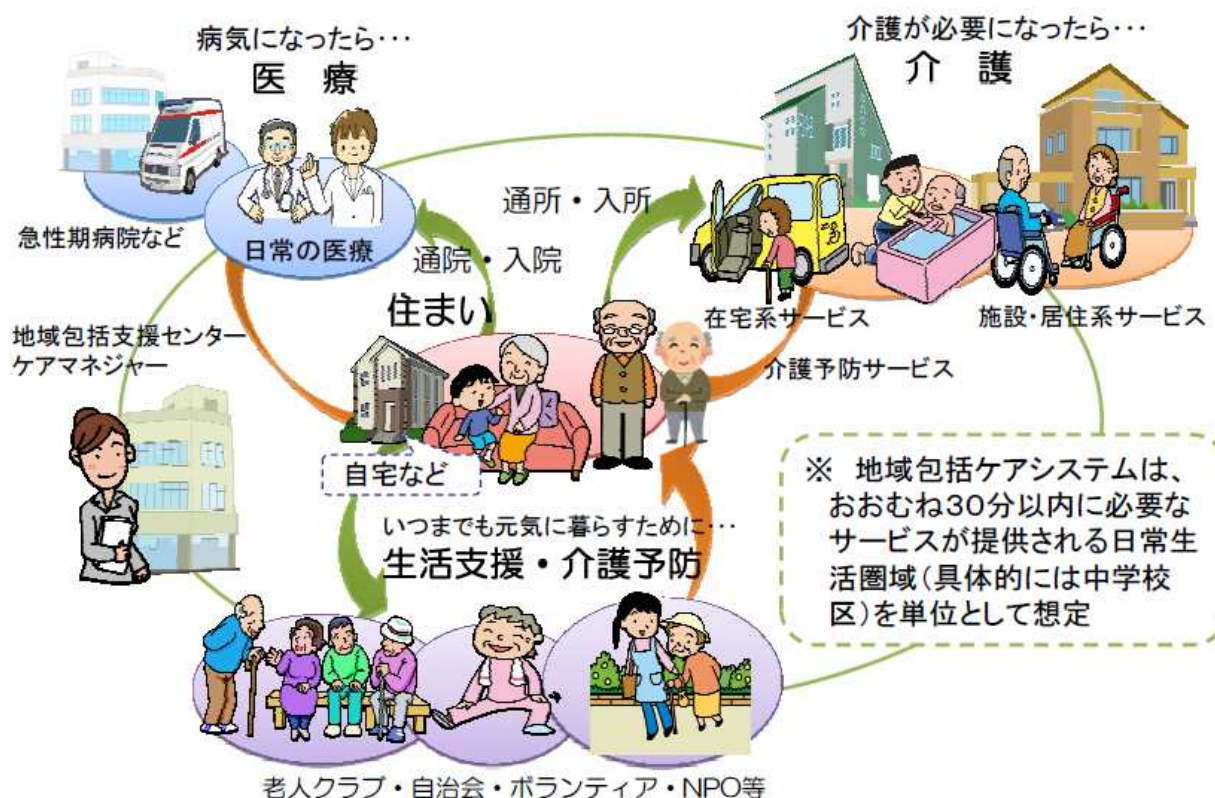 病気になったら･･･
医　療
介護が必要になったら･･･
介　護
急性期病院など
日常の医療
通院・入院
通所・入所
住まい
在宅系サービス
施設・居住系サービス
地域包括支援センター
ケアマネジャー
介護予防サービス
自宅など
いつまでも元気に暮らすために･･･
生活支援・介護予防
※　地域包括ケアシステムは、
おおむね３０分以内に必要な
サービスが提供される日常生
活圏域（具体的には中学校
区）を単位として想定
老人クラブ・自治会・ボランティア・NPO等